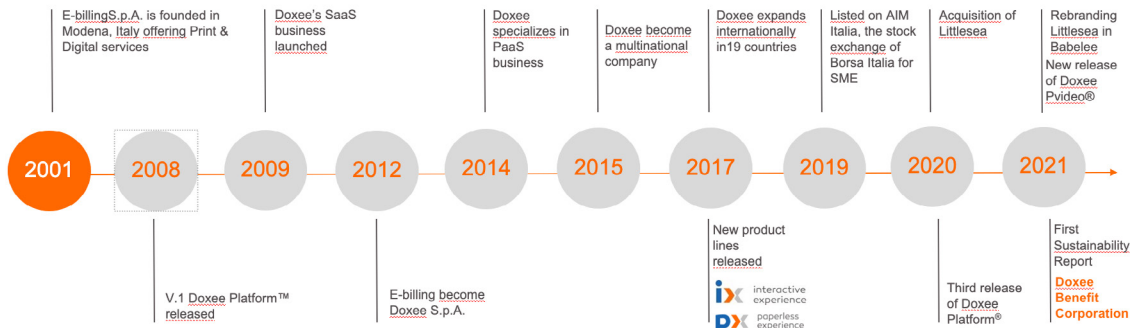 E-billingS.p.A. is founded in
Modena, Italy offering Print &
Digital services
Doxee's SaaS
business
launched
Doxee
specializes in
PaaS
business
Doxee become
a multinational
company
Doxee expands
internationally
in19 countries
Listed on AIM
Italia, the stock
exchange of
Borsa Italia for
SME
Acquisition of
Littlesea
Rebranding
Littlesea in
Babelee
New release
of Doxee
Pvideo®
2001
2008
2009
2012
2014
2015
2017
2019
2020
2021
V.1 Doxee Platform™
released
E-billing become
Doxee S.p.A.
New product
lines
released
ix interactive
experience
px paperless
experience
Third release
of Doxee
Platform®
First
Sustainability
Report
Doxee
Benefit
Corporation